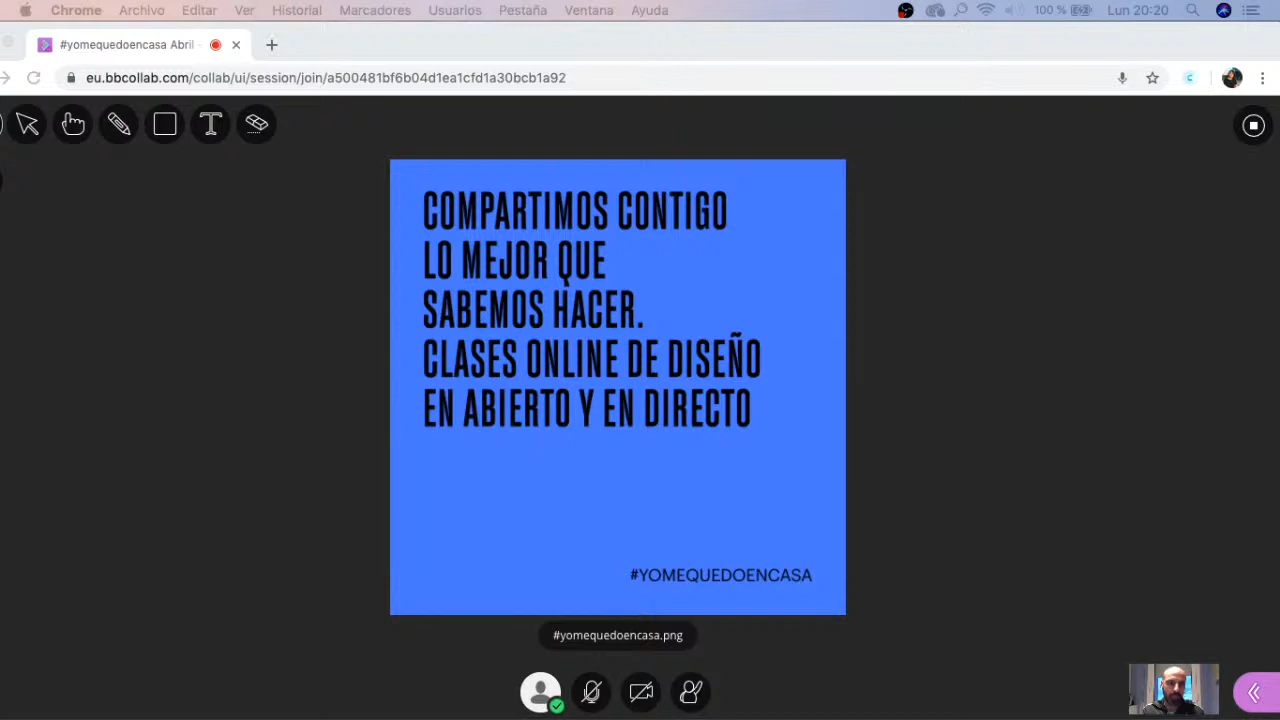 Chrome Archivo Editar Ver Historial Marcadores Usuarios Pestaña Ventana Ayuda 100 % Lun 20:20
#yomequedoencasa Abril
eu.bbcollab.com/collab/ui/session/join/a500481bf6b04d1ea1cfd1a30bcb1a92
T
COMPARTIMOS CONTIGO
LO MEJOR QUE
SABEMOS HACER.
CLASES ONLINE DE DISEÑO
EN ABIERTO Y EN DIRECTO
#YOMEQUEDOENCASA
#yomequedoencasa.png